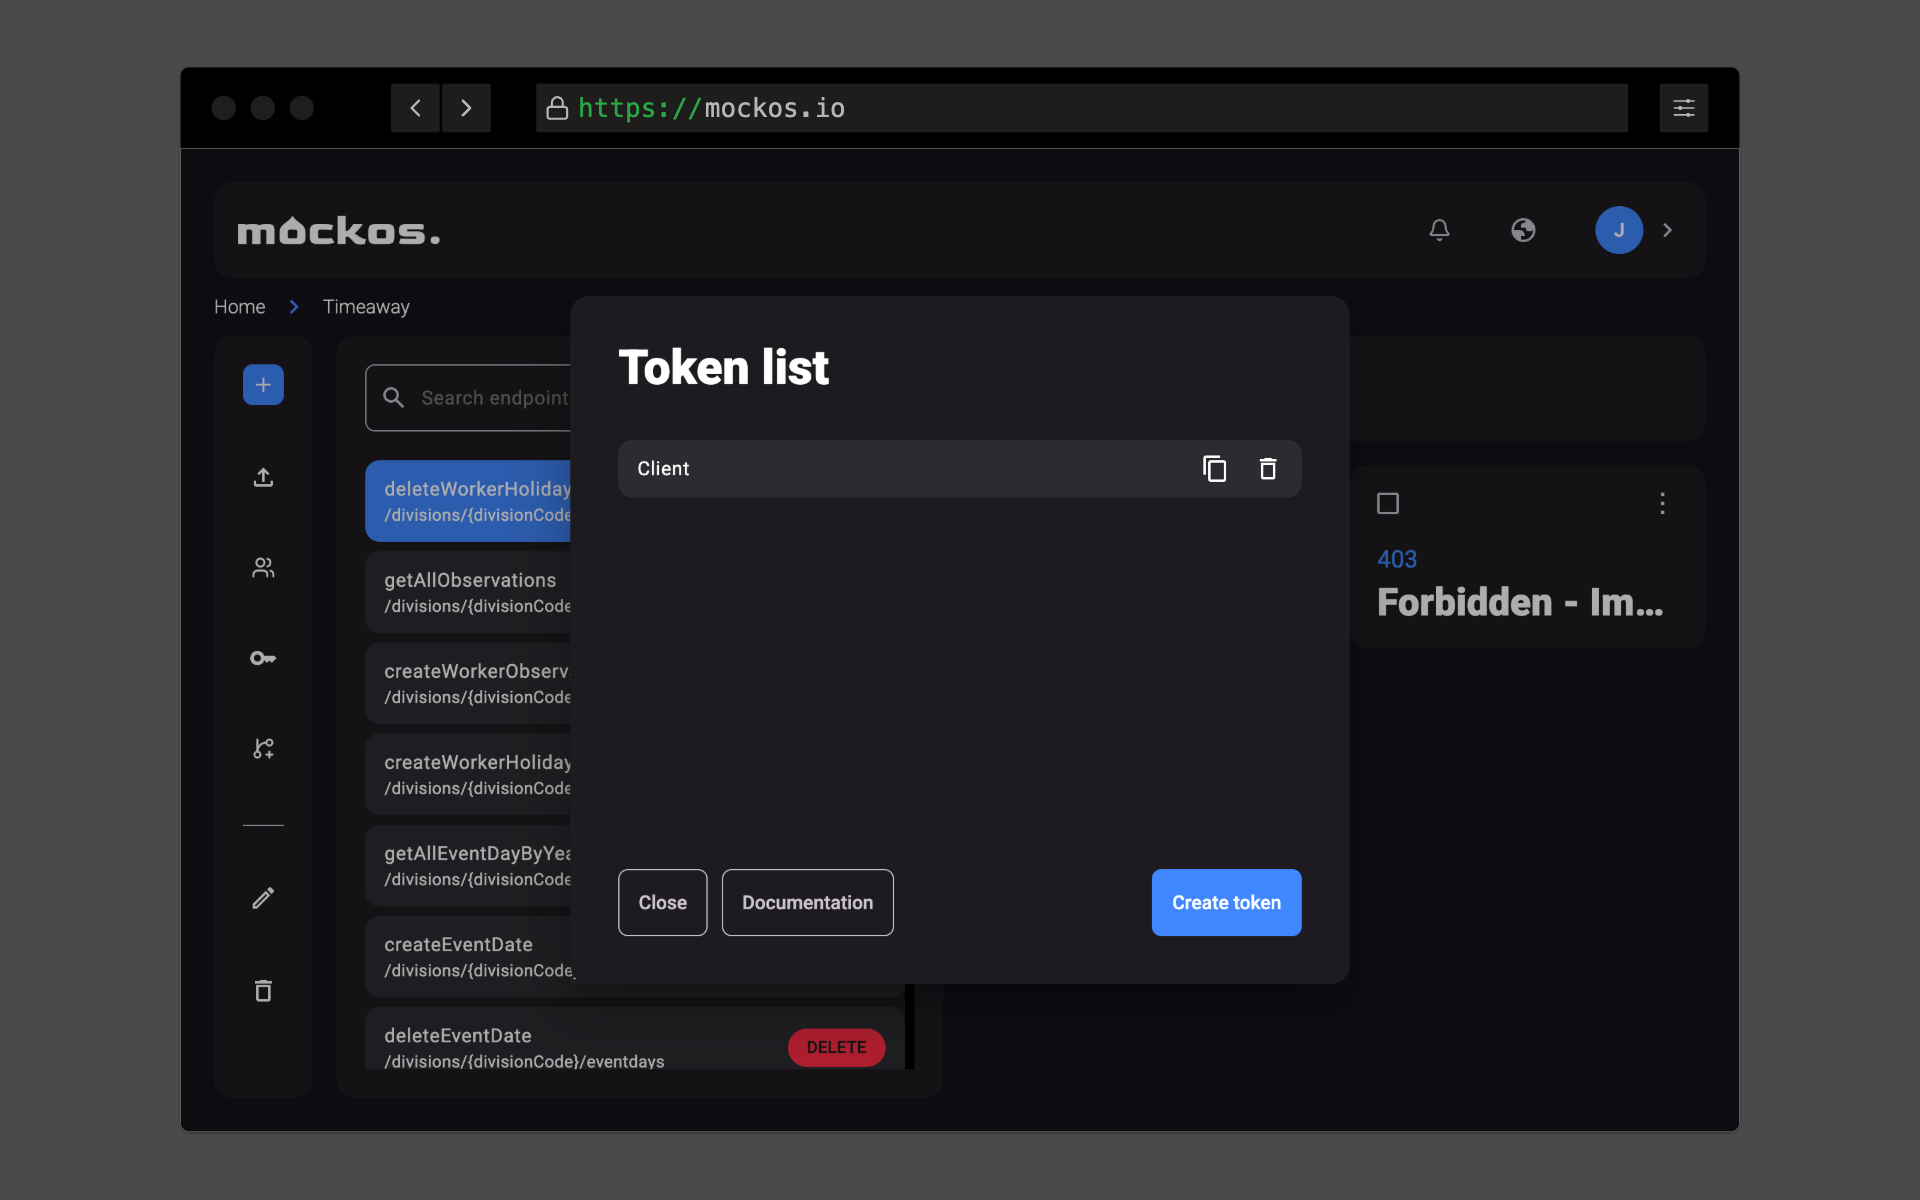 https://mockos.io
mockos.
J
Home
Timeaway
Token list
Search endpoint
Client
deleteWorkerHoliday
/divisions/{divisionCode
403
Forbidden - Im...
getAllObservations
/divisions/{divisionCode
createWorkerObserv
/divisions/{divisionCode
createWorkerHoliday
/divisions/{divisionCode
getAllEventDayByYea
/divisions/{divisionCode
Close
Documentation
Create token
createEventDate
/divisions/{divisionCode}
deleteEventDate
/divisions/{divisionCode}/eventdays
DELETE